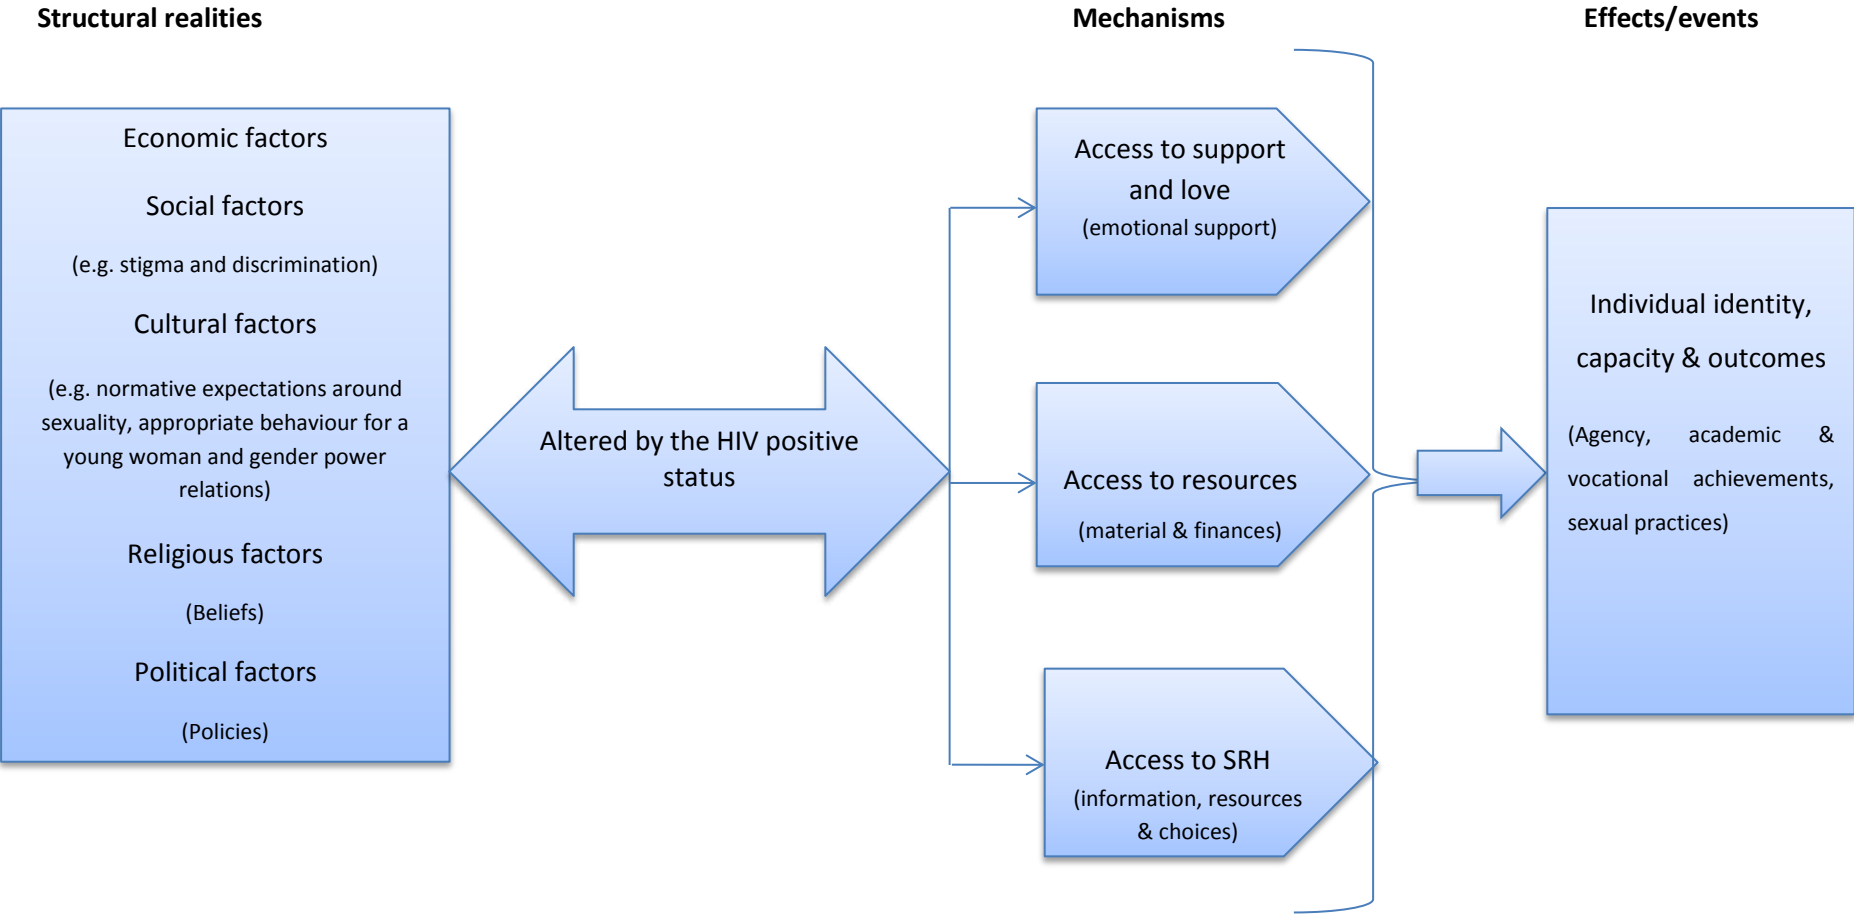 Structural realities
Mechanisms
Effects/events
Economic factors
Social factors
(e.g. stigma and discrimination)
Cultural factors
(e.g. normative expectations around
sexuality, appropriate behaviour for a
young woman and gender power
relations)
Religious factors
(Beliefs)
Political factors
(Policies)
Altered by the HIV positive
status
Access to support
and love
(emotional support)
Access to resources
(material & finances)
Access to SRH
(information, resources
& choices)
Individual identity,
capacity & outcomes
(Agency, academic &
vocational achievements,
sexual practices)